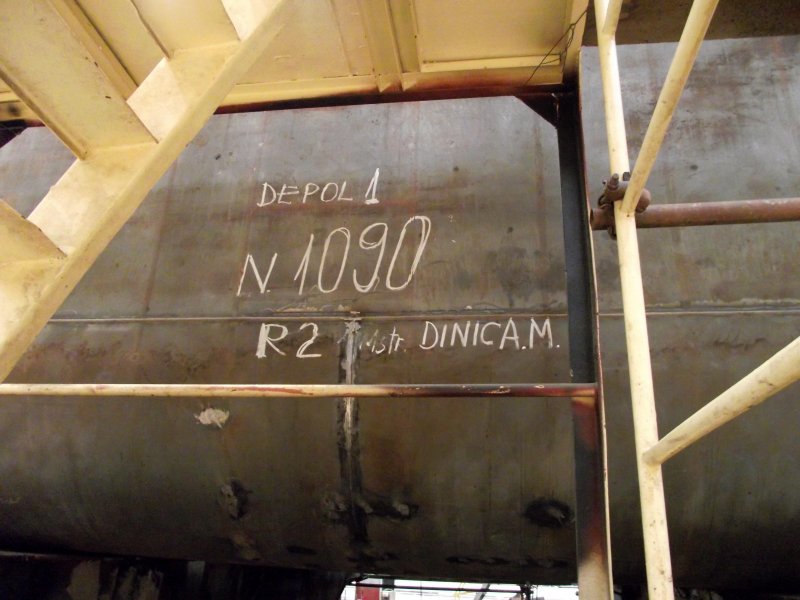 DEPOL 1
N. 1090
R2 Mstr. DINICA.M.